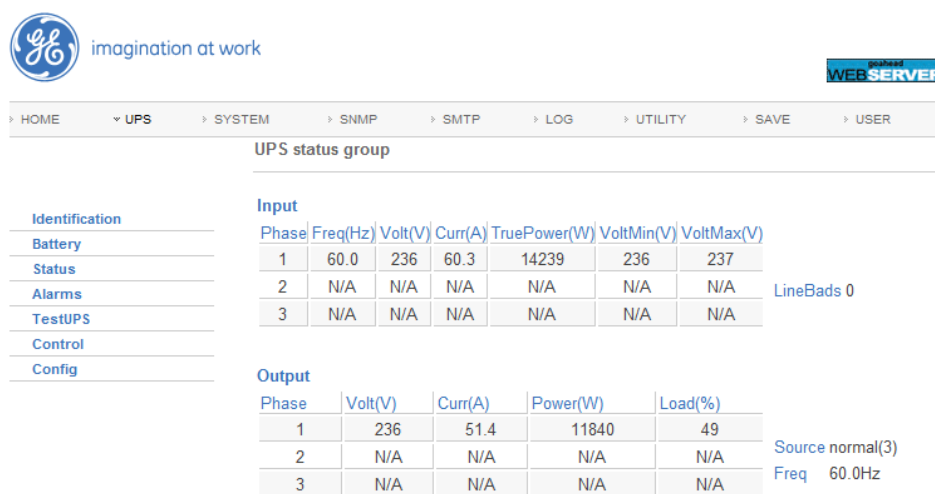 GE imagination at work
goahead
WEBSERVER
HOME UPS SYSTEM SNMP SMTP LOG UTILITY SAVE USER
UPS status group
Identification
Battery
Status
Alarms
TestUPS
Control
Config
Input
Phase Freq(Hz) Volt(V) Curr(A) TruePower(W) VoltMin(V) VoltMax(V)
1 60.0 236 60.3 14239 236 237
2 N/A N/A N/A N/A N/A N/A
3 N/A N/A N/A N/A N/A N/A
LineBads 0
Output
Phase Volt(V) Curr(A) Power(W) Load(%)
1 236 51.4 11840 49
2 N/A N/A N/A N/A
3 N/A N/A N/A N/A
Source normal(3)
Freq 60.0Hz